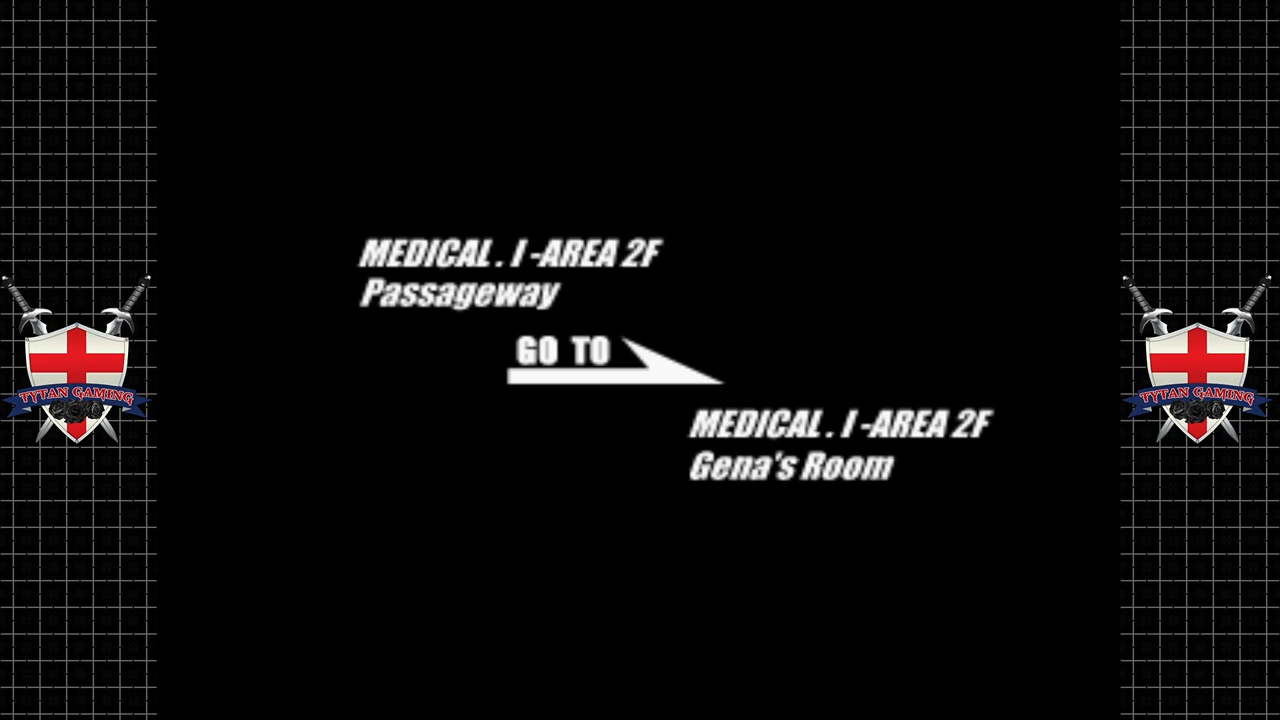 MEDICAL . I -AREA 2F
Passageway
GO TO
MEDICAL . I -AREA 2F
Gena's Room
TYTAN GAMING
TYTAN GAMING